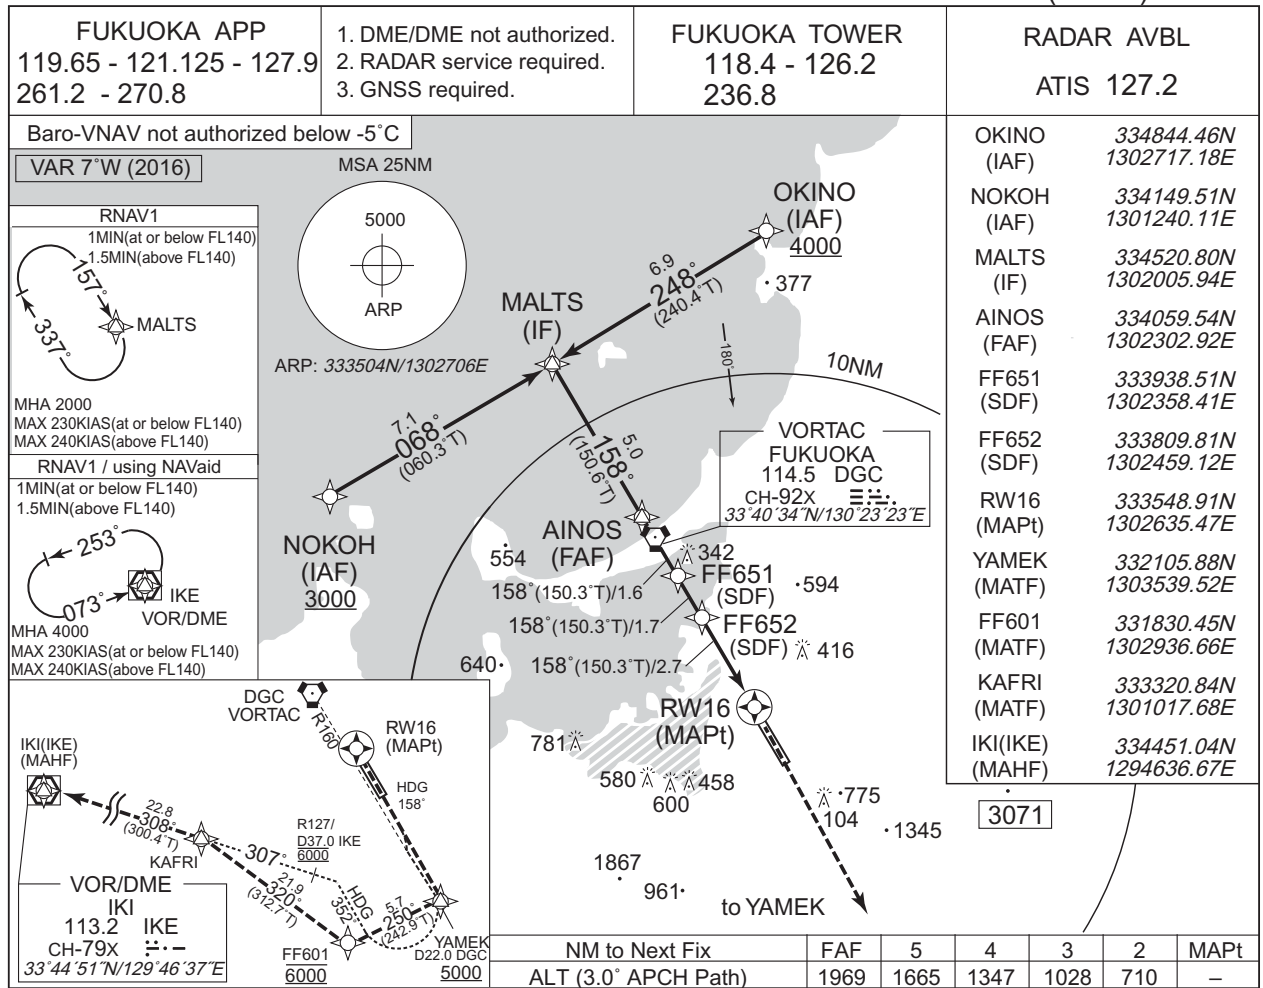 FUKUOKA APP
119.65 - 121.125 - 127.9
261.2 - 270.8
1. DME/DME not authorized.
2. RADAR service required.
3. GNSS required.
FUKUOKA TOWER
118.4 - 126.2
236.8
RADAR AVBL
ATIS 127.2
Baro-VNAV not authorized below -5˚C
VAR 7˚W (2016)
MSA 25NM
5000
ARP
ARP: 333504N/1302706E
RNAV1
1MIN(at or below FL140)
1.5MIN(above FL140)
157˚
337˚
MALTS
MHA 2000
MAX 230KIAS(at or below FL140)
MAX 240KIAS(above FL140)
RNAV1 / using NAVaid
1MIN(at or below FL140)
1.5MIN(above FL140)
253˚
073˚
IKE
VOR/DME
MHA 4000
MAX 230KIAS(at or below FL140)
MAX 240KIAS(above FL140)
OKINO
(IAF)
4000
6.9
248˚
(240.4˚T)
377
MALTS
(IF)
180˚
10NM
7.1
068˚
(060.3˚T)
5.0
158˚
(150.6˚T)
NOKOH
(IAF)
3000
VORTAC
FUKUOKA
114.5 DGC
CH-92X
33˚40´34˝N/130˚23´23˝E
AINOS
(FAF)
554
342
FF651
(SDF)
594
158˚(150.3˚T)/1.6
158˚(150.3˚T)/1.7
FF652
(SDF)
416
640
158˚(150.3˚T)/2.7
RW16
(MAPt)
781
580
458
600
775
104
1345
1867
961
to YAMEK
3071
OKINO 334844.46N
(IAF) 1302717.18E
NOKOH 334149.51N
(IAF) 1301240.11E
MALTS 334520.80N
(IF) 1302005.94E
AINOS 334059.54N
(FAF) 1302302.92E
FF651 333938.51N
(SDF) 1302358.41E
FF652 333809.81N
(SDF) 1302459.12E
RW16 333548.91N
(MAPt) 1302635.47E
YAMEK 332105.88N
(MATF) 1303539.52E
FF601 331830.45N
(MATF) 1302936.66E
KAFRI 333320.84N
(MATF) 1301017.68E
IKI(IKE) 334451.04N
(MAHF) 1294636.67E
DGC
VORTAC
R160
RW16
(MAPt)
IKI(IKE)
(MAHF)
HDG
158˚
22.8
308˚
(300.4˚T)
KAFRI
R127/
D37.0 IKE
6000
307˚
21.9
320˚
(312.7˚T)
HDG
352˚
5.7
250˚
(242.9˚T)
FF601
6000
YAMEK
D22.0 DGC
5000
VOR/DME
IKI
113.2 IKE
CH-79X
33˚44´51˝N/129˚46´37˝E
NM to Next Fix FAF 5 4 3 2 MAPt
ALT (3.0˚ APCH Path) 1969 1665 1347 1028 710 –